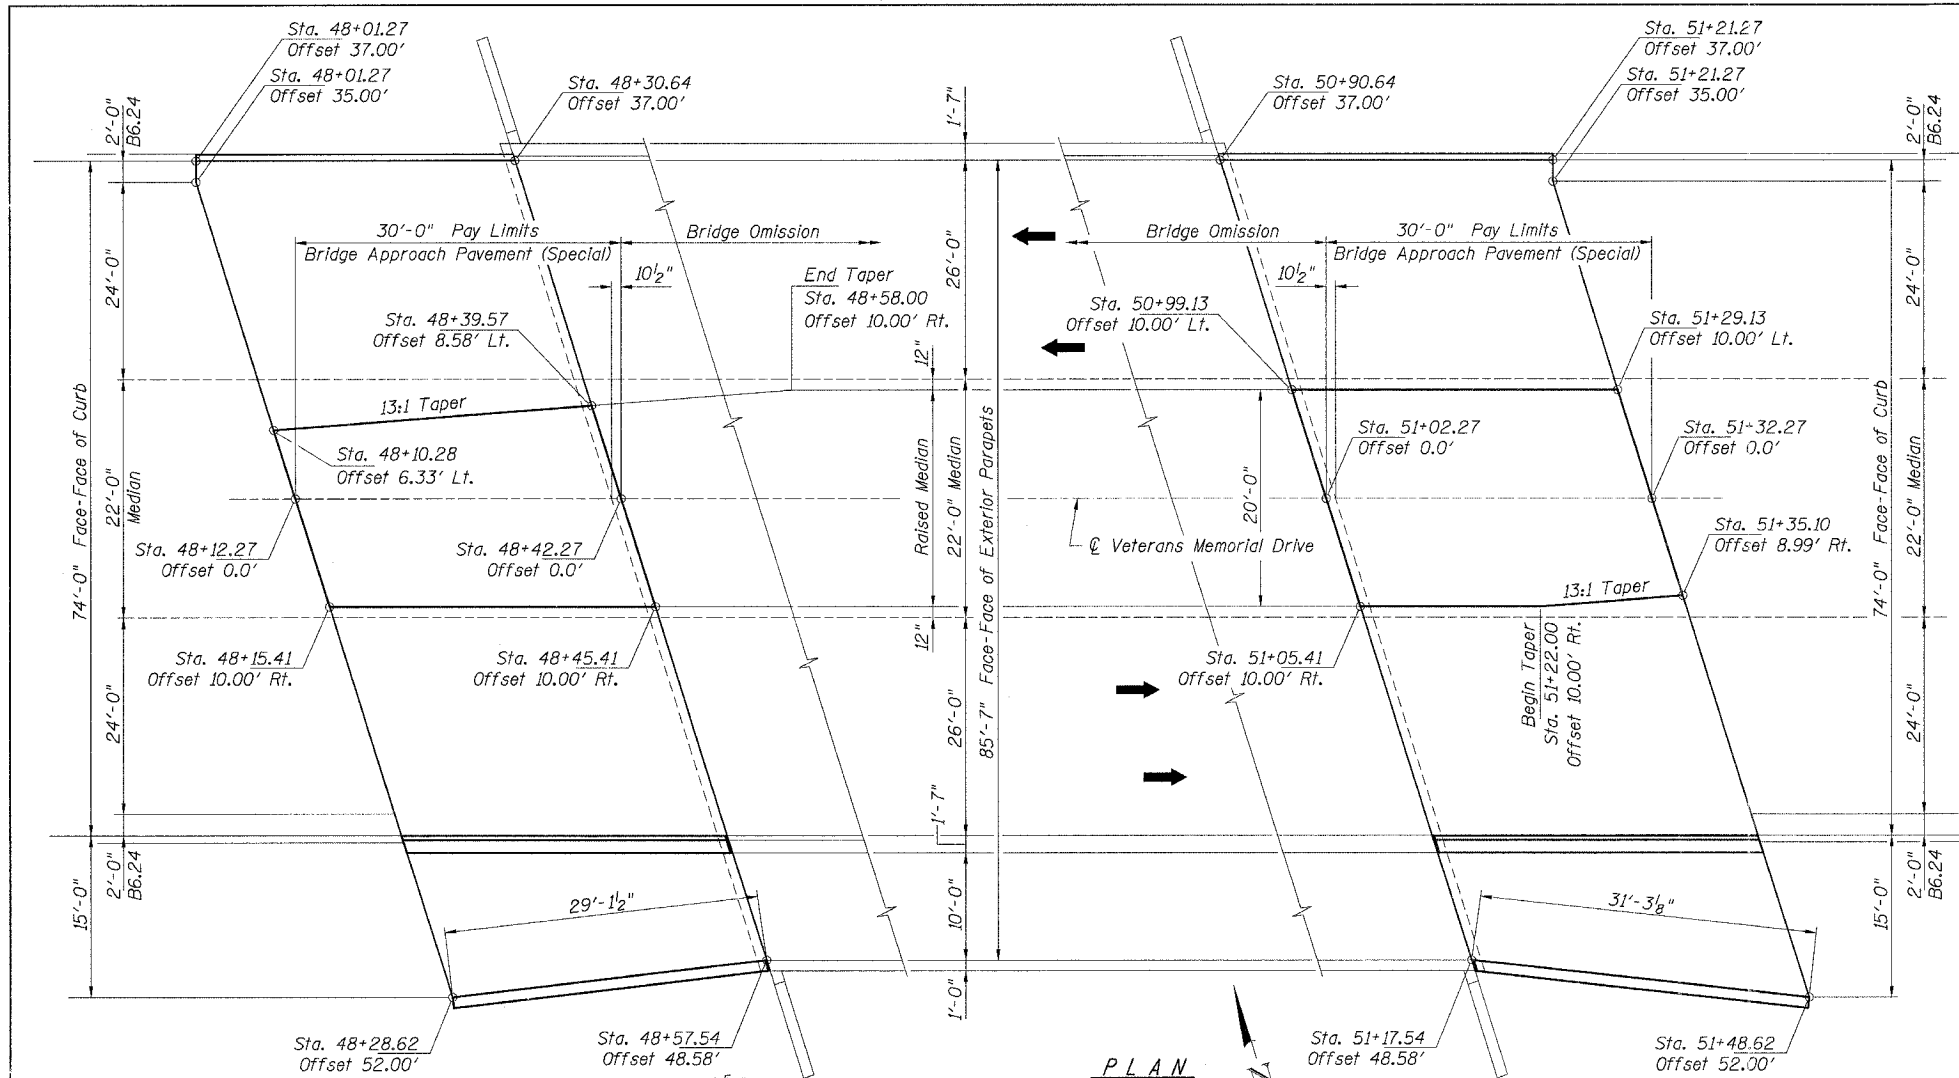 Sta. 48+01.27
Offset 37.00'
Sta. 48+01.27
Offset 35.00'
Sta. 48+30.64
Offset 37.00'
Sta. 50+90.64
Offset 37.00'
Sta. 51+21.27
Offset 37.00'
Sta. 51+21.27
Offset 35.00'
2'-0"
B6.24
1'-7"
2'-0"
B6.24
30'-0" Pay Limits
Bridge Approach Pavement (Special)
Bridge Omission
10½"
End Taper
Sta. 48+58.00
Offset 10.00' Rt.
Bridge Omission
30'-0" Pay Limits
Bridge Approach Pavement (Special)
10½"
24'-0"
26'-0"
24'-0"
Sta. 48+39.57
Offset 8.58' Lt.
Sta. 50+99.13
Offset 10.00' Lt.
Sta. 51+29.13
Offset 10.00' Lt.
12"
13:1 Taper
Sta. 48+10.28
Offset 6.33' Lt.
74'-0" Face-Face of Curb
22'-0"
Median
Raised Median
22'-0" Median
85'-7" Face-Face of Exterior Parapets
20'-0"
Sta. 51+02.27
Offset 0.0'
Sta. 51+32.27
Offset 0.0'
22'-0" Median
74'-0" Face-Face of Curb
Sta. 48+12.27
Offset 0.0'
Sta. 48+42.27
Offset 0.0'
℄ Veterans Memorial Drive
Sta. 51+35.10
Offset 8.99' Rt.
13:1 Taper
12"
Sta. 48+15.41
Offset 10.00' Rt.
Sta. 48+45.41
Offset 10.00' Rt.
Sta. 51+05.41
Offset 10.00' Rt.
Begin Taper
Sta. 51+22.00
Offset 10.00' Rt.
24'-0"
26'-0"
24'-0"
1'-7"
2'-0"
B6.24
15'-0"
29'-1½"
10'-0"
31'-3⅛"
15'-0"
2'-0"
B6.24
1'-0"
Sta. 48+28.62
Offset 52.00'
Sta. 48+57.54
Offset 48.58'
PLAN
Sta. 51+17.54
Offset 48.58'
Sta. 51+48.62
Offset 52.00'